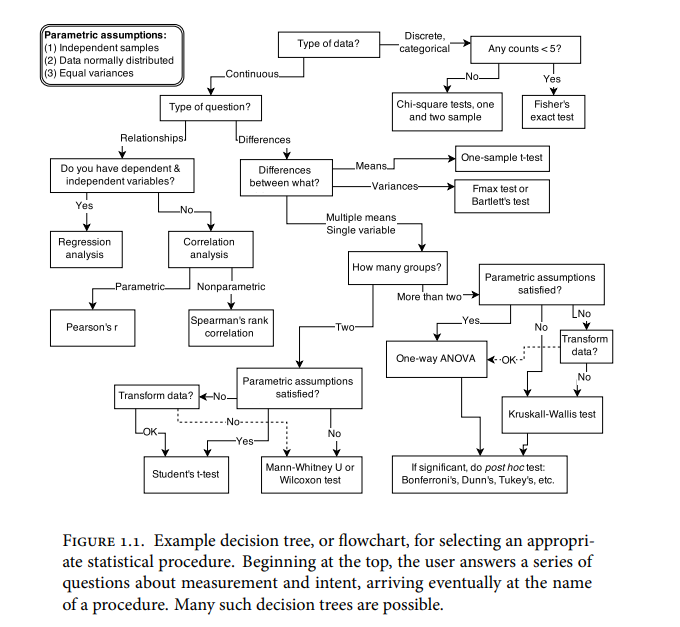 Parametric assumptions:
(1) Independent samples
(2) Data normally distributed
(3) Equal variances
Type of data?
Discrete,
categorical
Any counts < 5?
Continuous
No
Yes
Type of question?
Chi-square tests, one
and two sample
Fisher's
exact test
Relationships
Differences
Do you have dependent &
independent variables?
Differences
between what?
Means
One-sample t-test
Variances
Fmax test or
Bartlett's test
Yes
No
Multiple means
Single variable
Regression
analysis
Correlation
analysis
How many groups?
Parametric assumptions
satisfied?
More than two
Parametric
Nonparametric
Pearson's r
Spearman's rank
correlation
Two
Yes
No
No
Transform
data?
One-way ANOVA
OK
No
Parametric assumptions
satisfied?
Transform data?
No
Kruskall-Wallis test
No
OK
Yes
No
Student's t-test
Mann-Whitney U or
Wilcoxon test
If significant, do post hoc test:
Bonferroni's, Dunn's, Tukey's, etc.
Figure 1.1. Example decision tree, or flowchart, for selecting an appropri-
ate statistical procedure. Beginning at the top, the user answers a series of
questions about measurement and intent, arriving eventually at the name
of a procedure. Many such decision trees are possible.